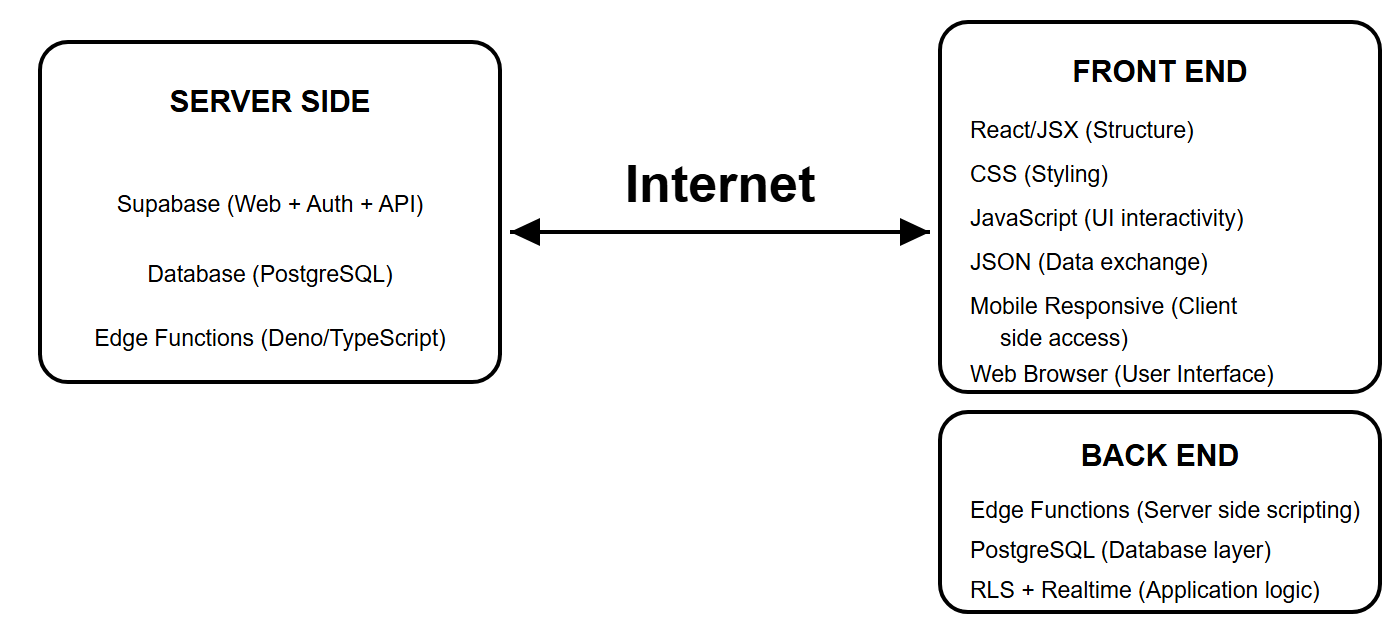 SERVER SIDE
Supabase (Web + Auth + API)
Database (PostgreSQL)
Edge Functions (Deno/TypeScript)
Internet
FRONT END
React/JSX (Structure)
CSS (Styling)
JavaScript (UI interactivity)
JSON (Data exchange)
Mobile Responsive (Client
side access)
Web Browser (User Interface)
BACK END
Edge Functions (Server side scripting)
PostgreSQL (Database layer)
RLS + Realtime (Application logic)